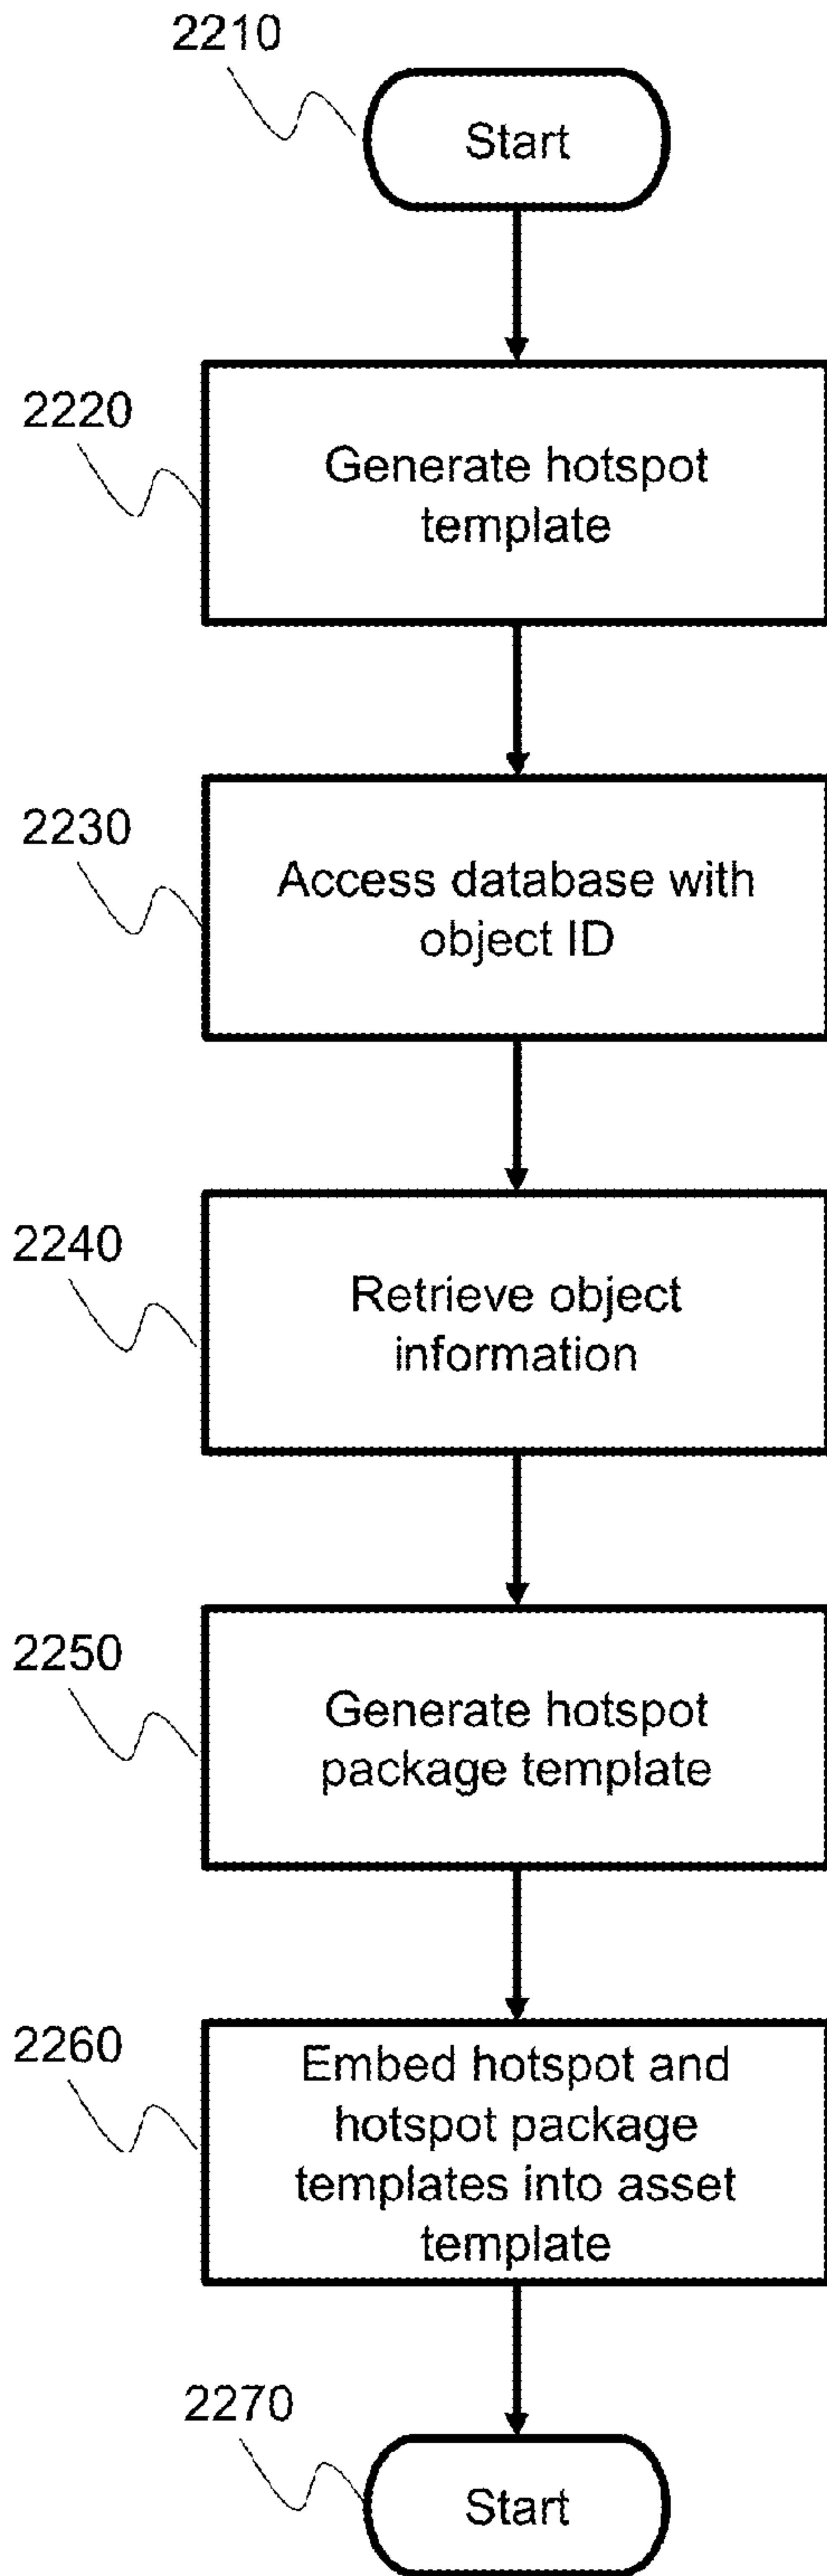 2210
Start
2220
Generate hotspot
template
2230
Access database with
object ID
2240
Retrieve object
information
2250
Generate hotspot
package template
2260
Embed hotspot and
hotspot package
templates into asset
template
2270
Start